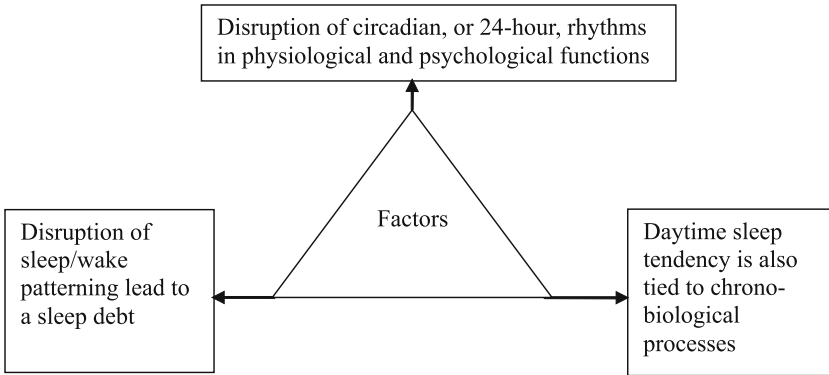 Disruption of circadian, or 24-hour, rhythms
in physiological and psychological functions
Factors
Disruption of
sleep/wake
patterning lead to
a sleep debt
Daytime sleep
tendency is also
tied to chrono-
biological
processes